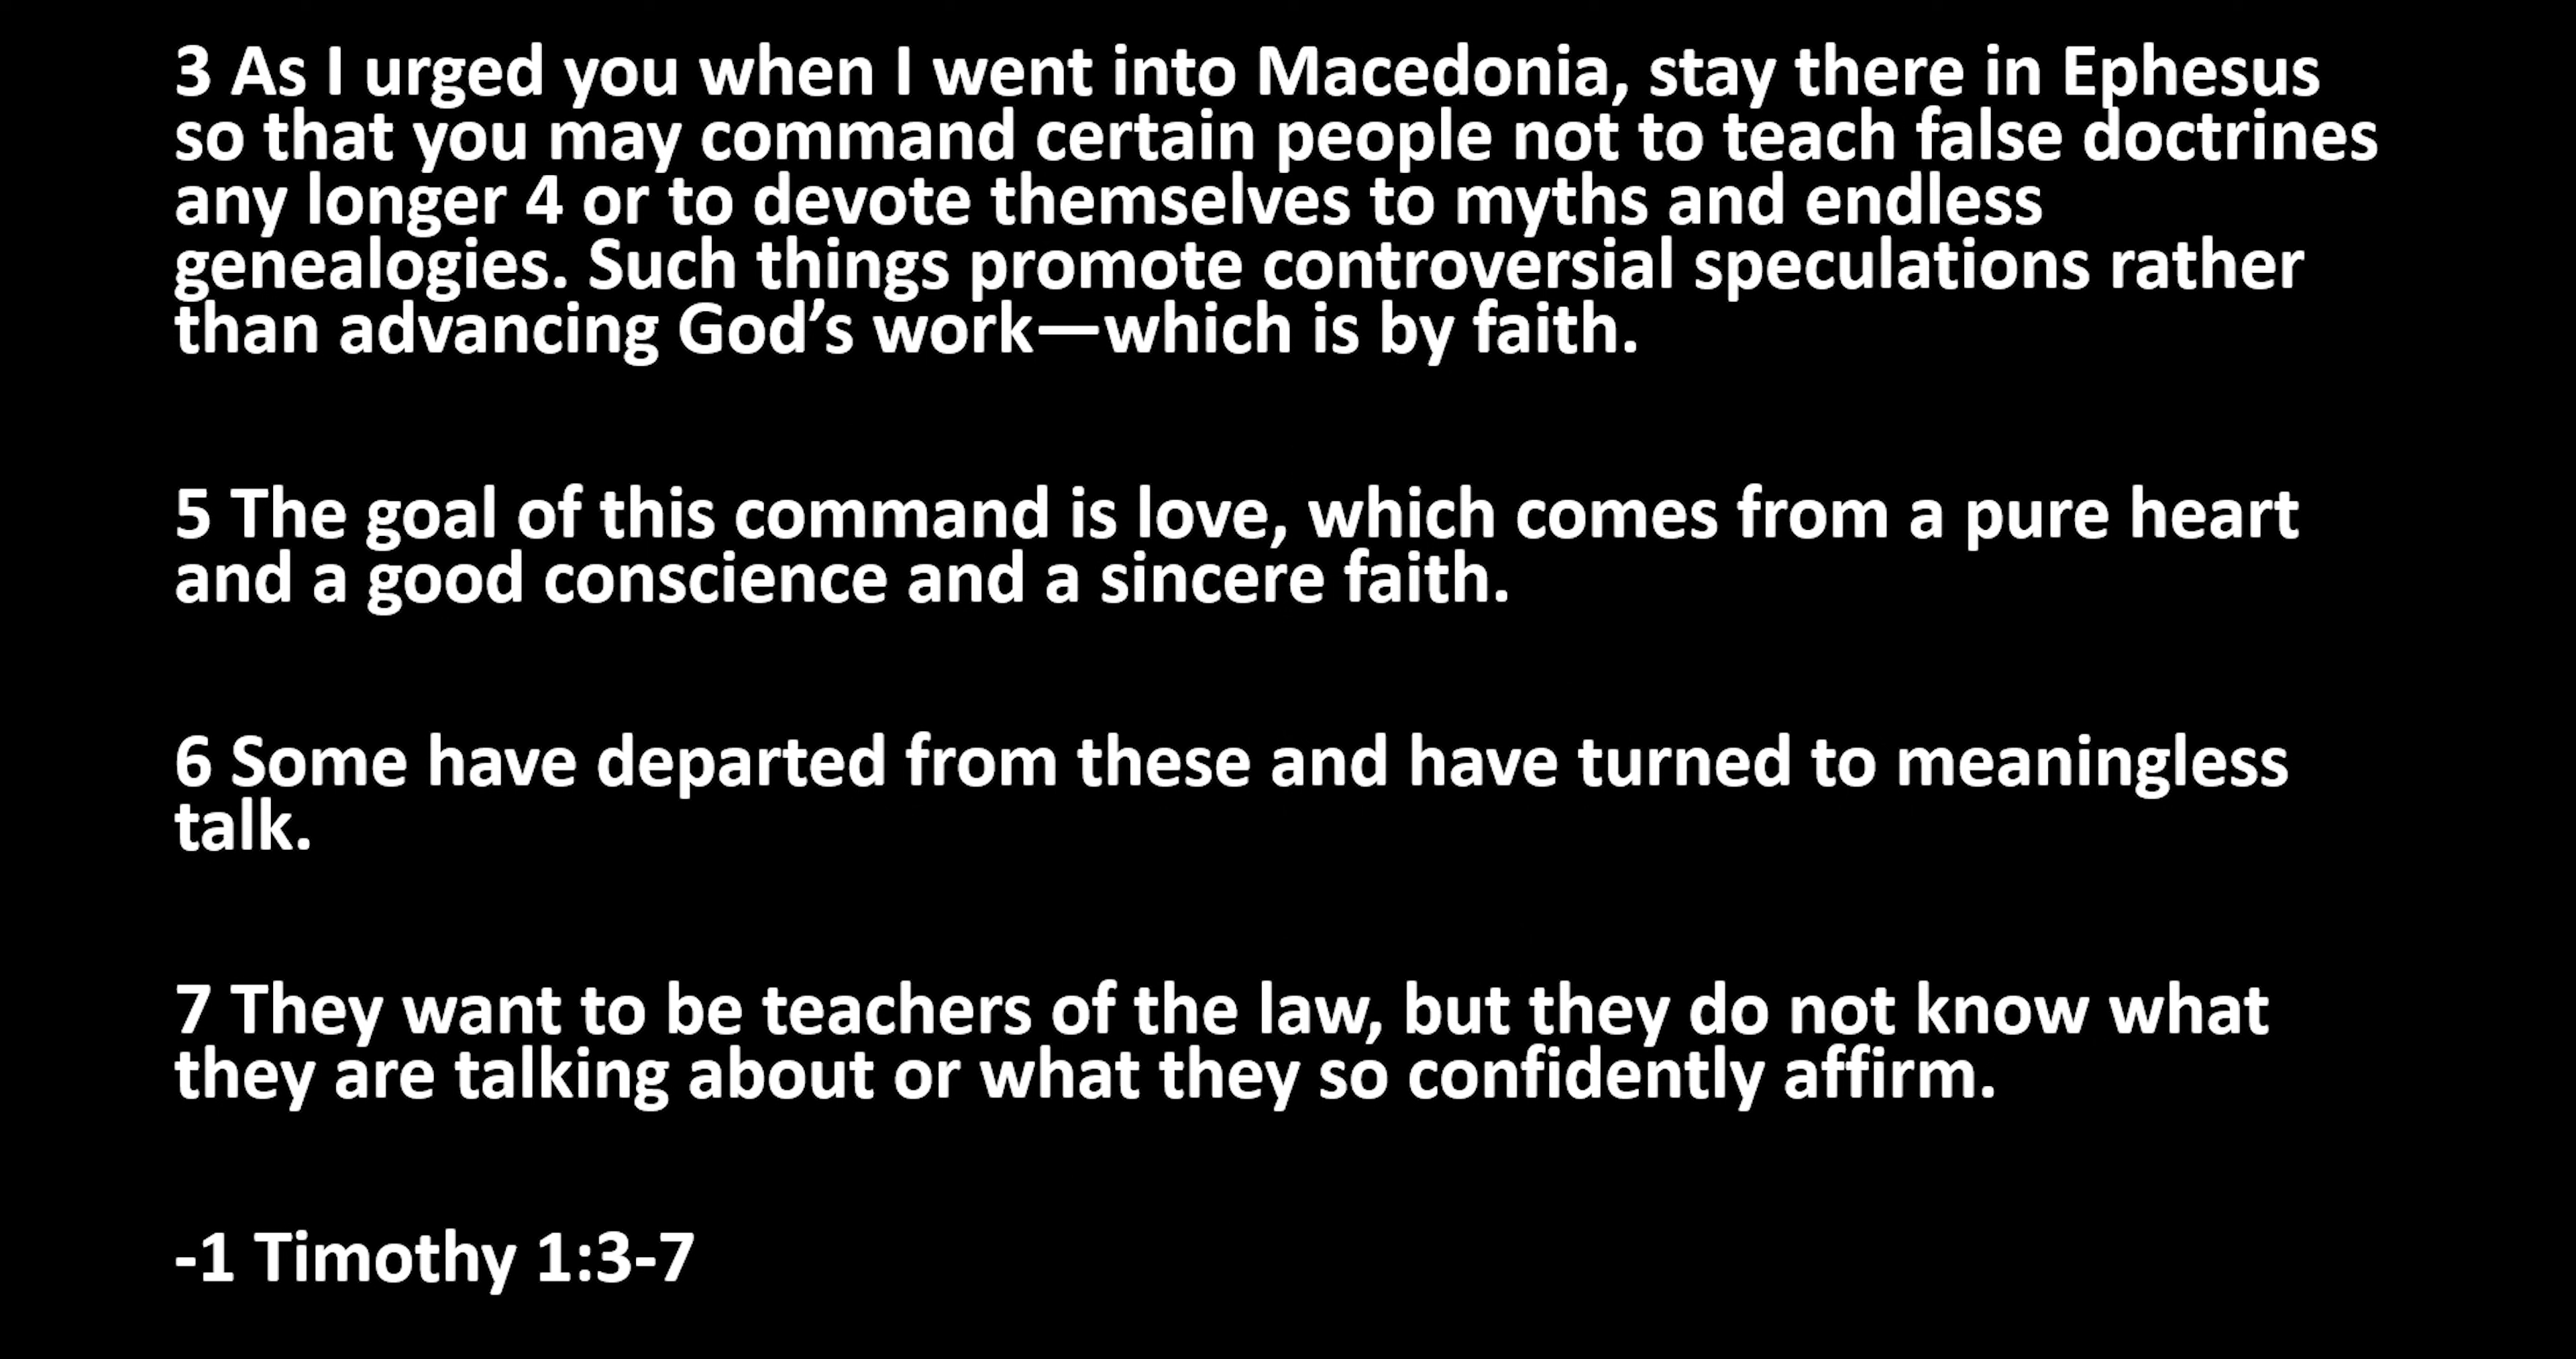 3 As I urged you when I went into Macedonia, stay there in Ephesus
so that you may command certain people not to teach false doctrines
any longer 4 or to devote themselves to myths and endless
genealogies. Such things promote controversial speculations rather
than advancing God’s work—which is by faith.
5 The goal of this command is love, which comes from a pure heart
and a good conscience and a sincere faith.
6 Some have departed from these and have turned to meaningless
talk.
7 They want to be teachers of the law, but they do not know what
they are talking about or what they so confidently affirm.
-1 Timothy 1:3-7